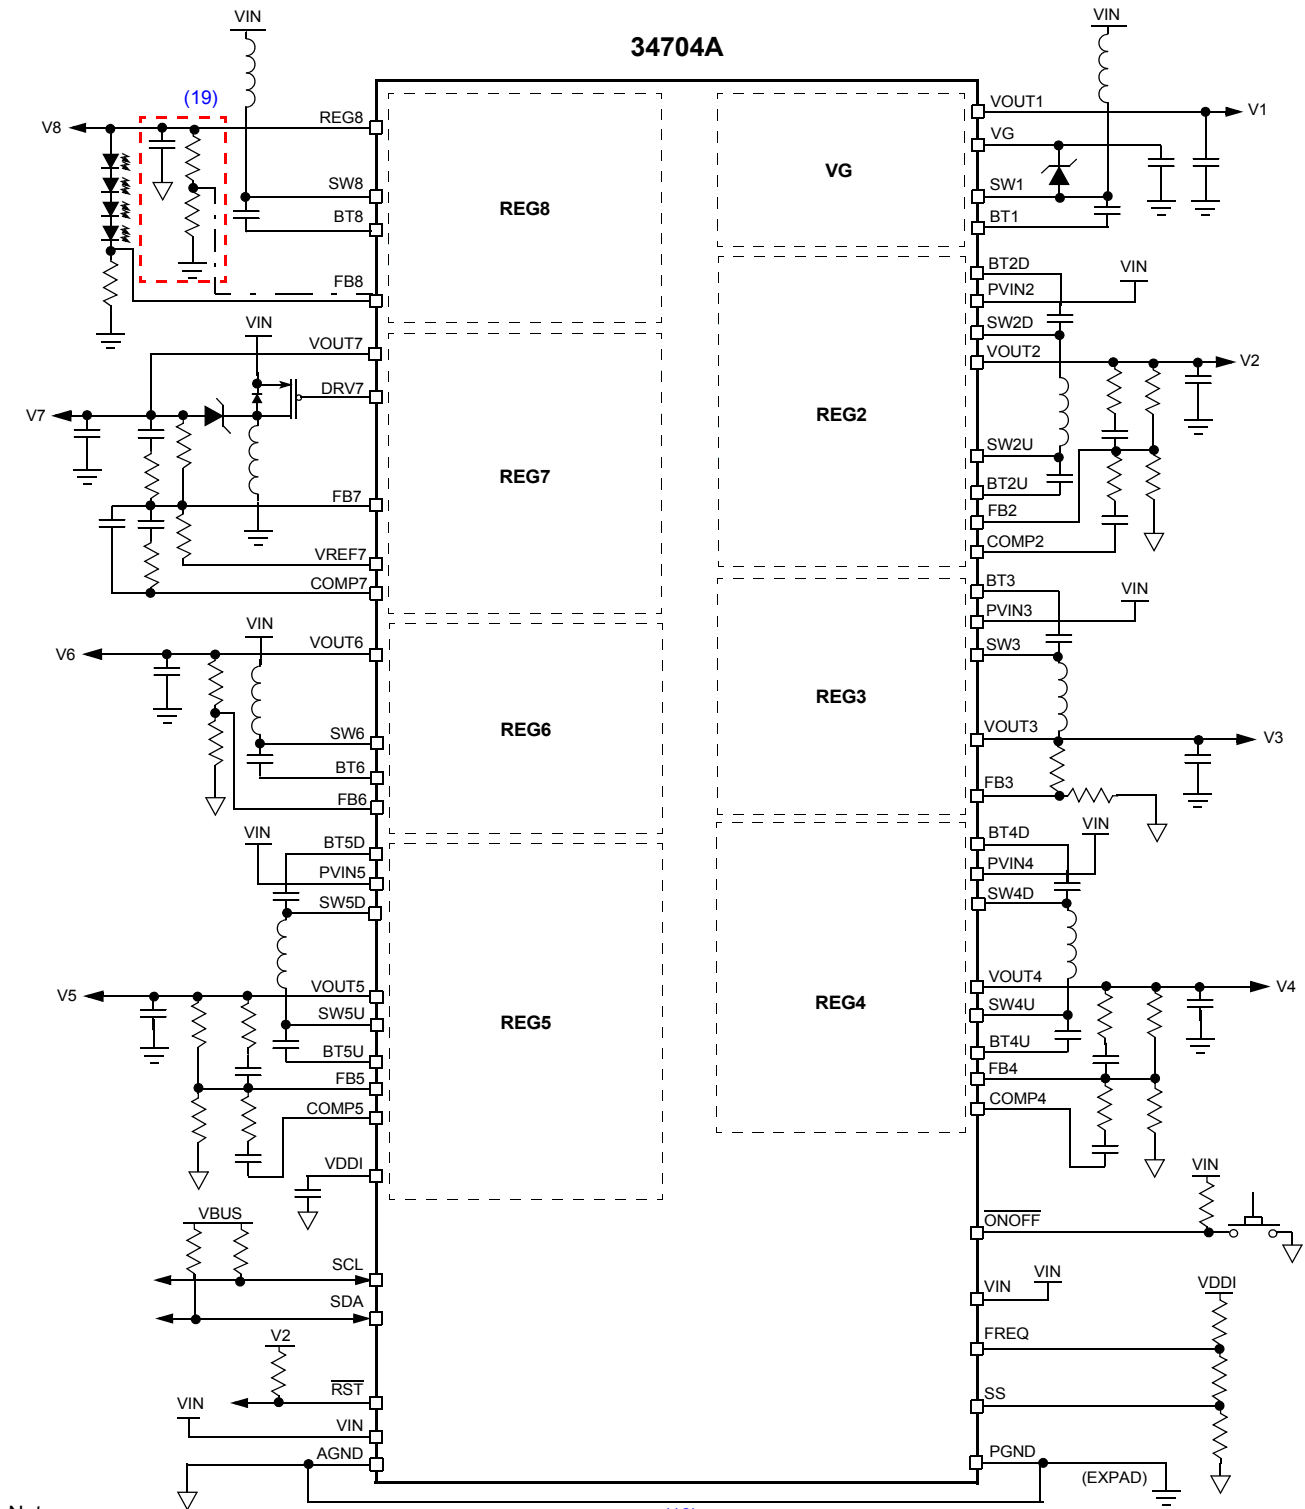 34704A
VIN
(19)
V8
REG8
SW8
BT8
FB8
REG8
VIN
VOUT7
DRV7
V7
FB7
VREF7
COMP7
REG7
VIN
V6
VOUT6
SW6
BT6
FB6
REG6
VIN
BT5D
PVIN5
SW5D
V5
VOUT5
SW5U
BT5U
FB5
COMP5
REG5
VDDI
VBUS
SCL
SDA
V2
RST
VIN
VIN
AGND
VIN
VOUT1
V1
VG
VG
SW1
BT1
BT2D
VIN
PVIN2
SW2D
VOUT2
V2
REG2
SW2U
BT2U
FB2
COMP2
BT3
VIN
PVIN3
SW3
REG3
VOUT3
V3
FB3
BT4D
VIN
PVIN4
SW4D
VOUT4
V4
REG4
SW4U
BT4U
FB4
COMP4
VIN
ONOFF
VIN
VIN
VDDI
FREQ
SS
PGND
(EXPAD)